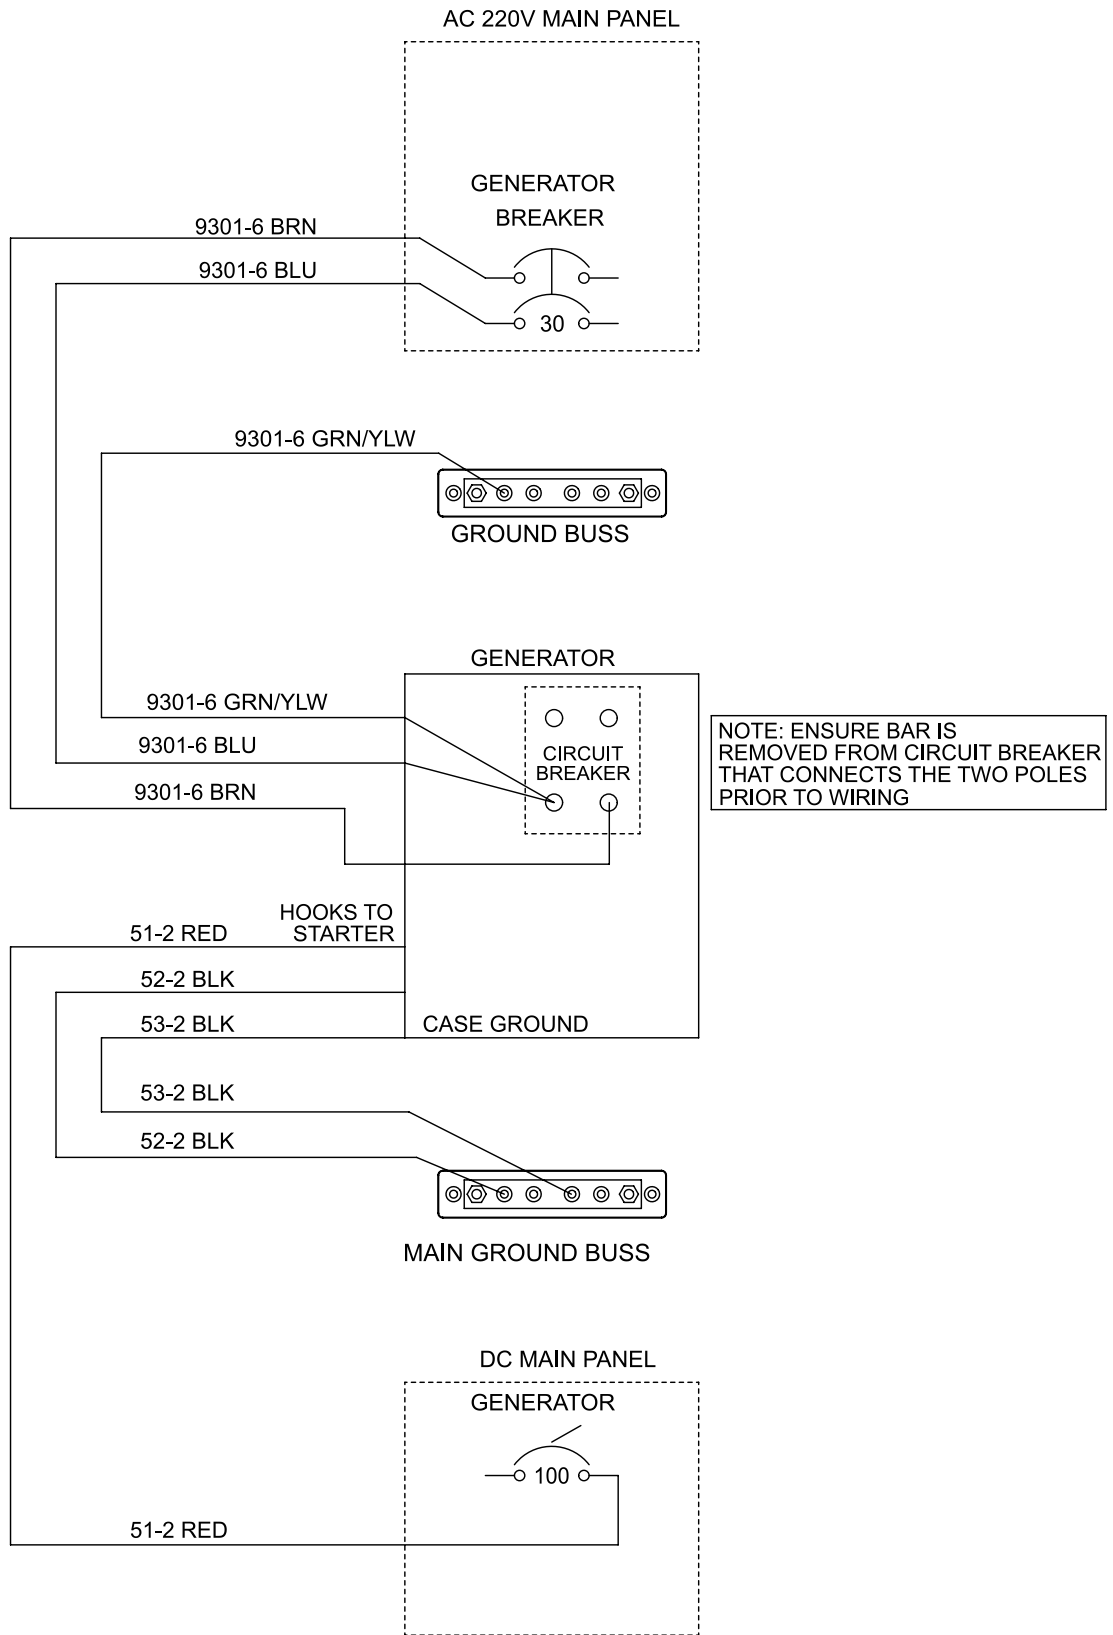 AC 220V MAIN PANEL
GENERATOR
BREAKER
9301-6 BRN
9301-6 BLU
30
9301-6 GRN/YLW
GROUND BUSS
GENERATOR
9301-6 GRN/YLW
9301-6 BLU
9301-6 BRN
CIRCUIT
BREAKER
NOTE: ENSURE BAR IS
REMOVED FROM CIRCUIT BREAKER
THAT CONNECTS THE TWO POLES
PRIOR TO WIRING
HOOKS TO
STARTER
51-2 RED
52-2 BLK
53-2 BLK
CASE GROUND
53-2 BLK
52-2 BLK
MAIN GROUND BUSS
DC MAIN PANEL
GENERATOR
100
51-2 RED